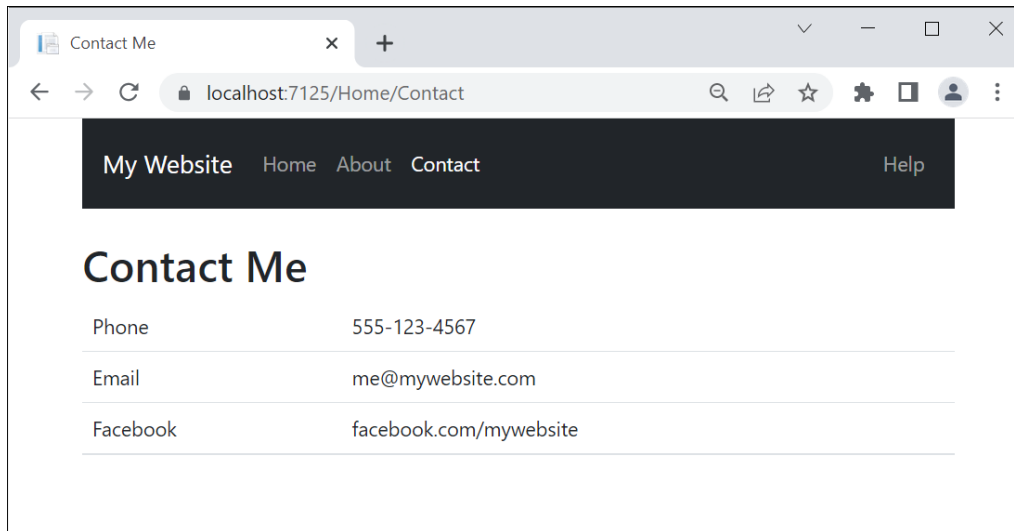 Contact Me
localhost:7125/Home/Contact
My Website Home About Contact Help
Contact Me
Phone 555-123-4567
Email me@mywebsite.com
Facebook facebook.com/mywebsite